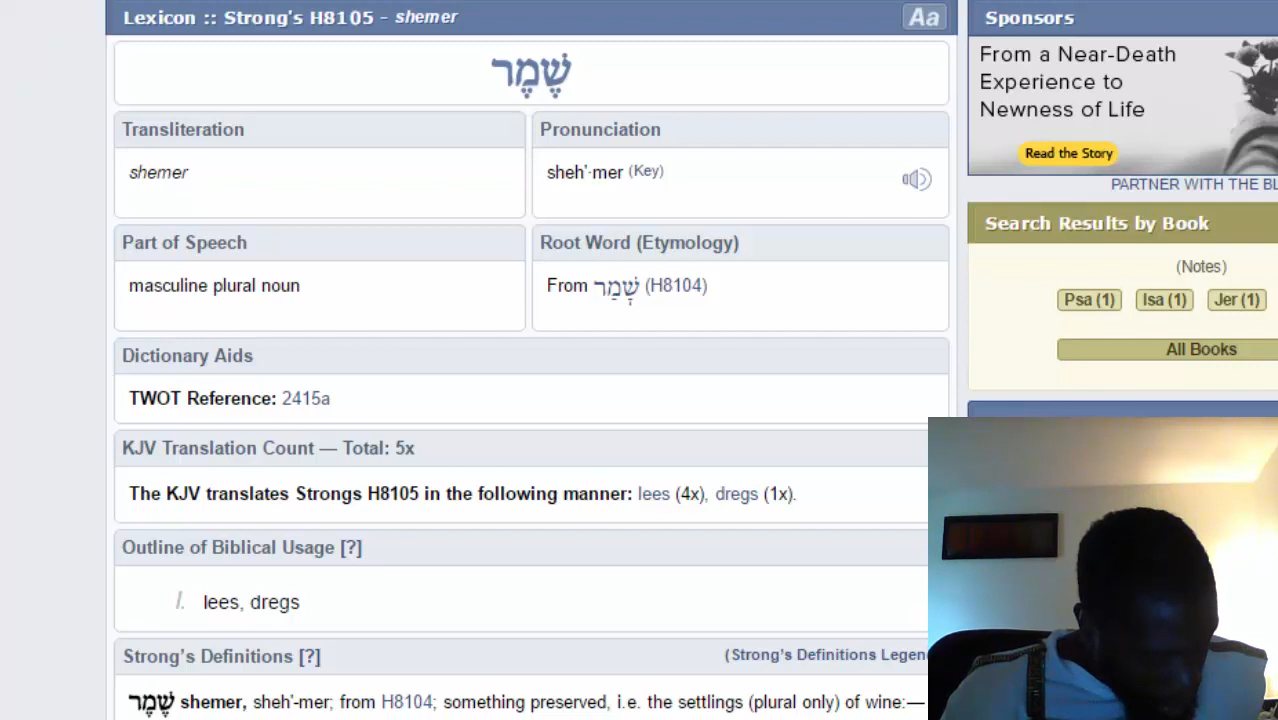 Lexicon :: Strong's H8105 - shemer
Aa
שֶׁמֶר
Transliteration
shemer
Pronunciation
sheh'·mer (Key)
Part of Speech
masculine plural noun
Root Word (Etymology)
From שָׁמַר (H8104)
Dictionary Aids
TWOT Reference: 2415a
KJV Translation Count — Total: 5x
The KJV translates Strongs H8105 in the following manner: lees (4x), dregs (1x).
Outline of Biblical Usage [?]
I. lees, dregs
Strong's Definitions [?]
(Strong's Definitions Legen
שֶׁמֶר shemer, sheh'-mer; from H8104; something preserved, i.e. the settlings (plural only) of wine:—
Sponsors
From a Near-Death
Experience to
Newness of Life
Read the Story
PARTNER WITH THE BL
Search Results by Book
(Notes)
Psa (1) Isa (1) Jer (1)
All Books